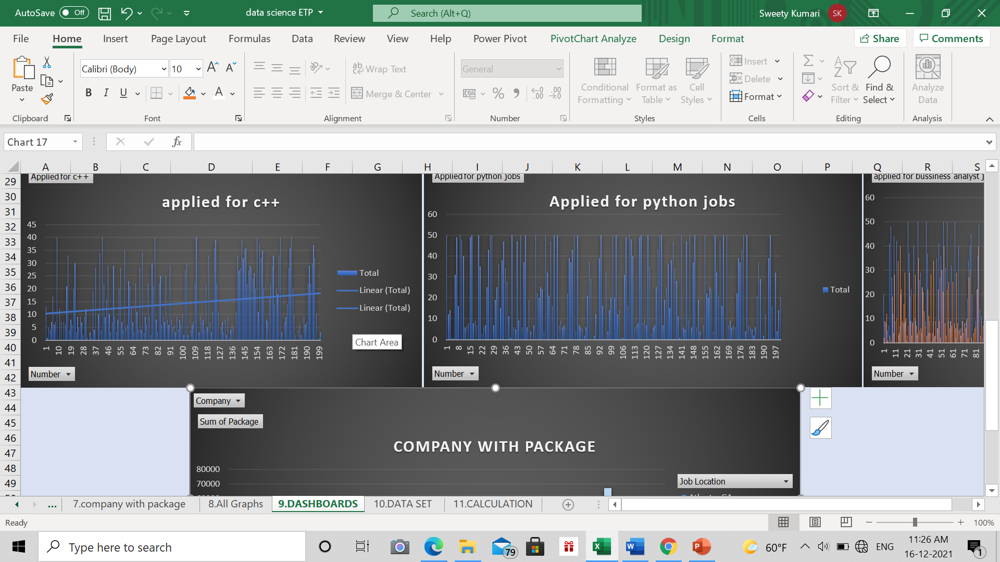 AutoSave Off data science ETP Search (Alt+Q) Sweety Kumari SK
File Home Insert Page Layout Formulas Data Review View Help Power Pivot PivotChart Analyze Design Format Share Comments
Paste Calibri (Body) 10 A A ab Wrap Text General Conditional Formatting Format as Table Cell Styles Insert Delete Format Sort & Filter Find & Select Analyze Data
B I U A Merge & Center % 9
Clipboard Font Alignment Number Styles Cells Editing Analysis
Chart 17 fx
A B C D E F G H I J K L M N O P Q R S
29
30
31
32
33
34
35
36
37
38
39
40
41
42
43
44
45
46
47
48
49
Applied for c++
applied for c++
45
40
35
30
25
20
15
10
5
0
1 10 19 28 37 46 55 64 73 82 91 100 109 118 127 136 145 154 163 172 181 190 199
Total
Linear (Total)
Linear (Total)
Chart Area
Number
Applied for python jobs
Applied for python jobs
60
50
40
30
20
10
0
1 8 15 22 29 36 43 50 57 64 71 78 85 92 99 106 113 120 127 134 141 148 155 162 169 176 183 190 197
Total
Number
applied for bussiness analyst j
60
50
40
30
20
10
0
1 11 21 31 41 51 61 71 81
Number
Company
Sum of Package
COMPANY WITH PACKAGE
80000
70000
Job Location
... 7.company with package 8.All Graphs 9.DASHBOARDS 10.DATA SET 11.CALCULATION
Ready 100%
Type here to search 79 60°F ENG 11:26 AM
16-12-2021 1